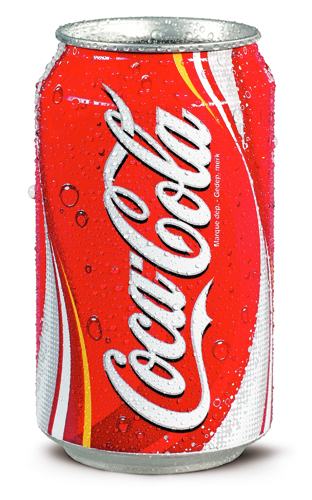 Coca-Cola
Marque dép. - Gedep. merk